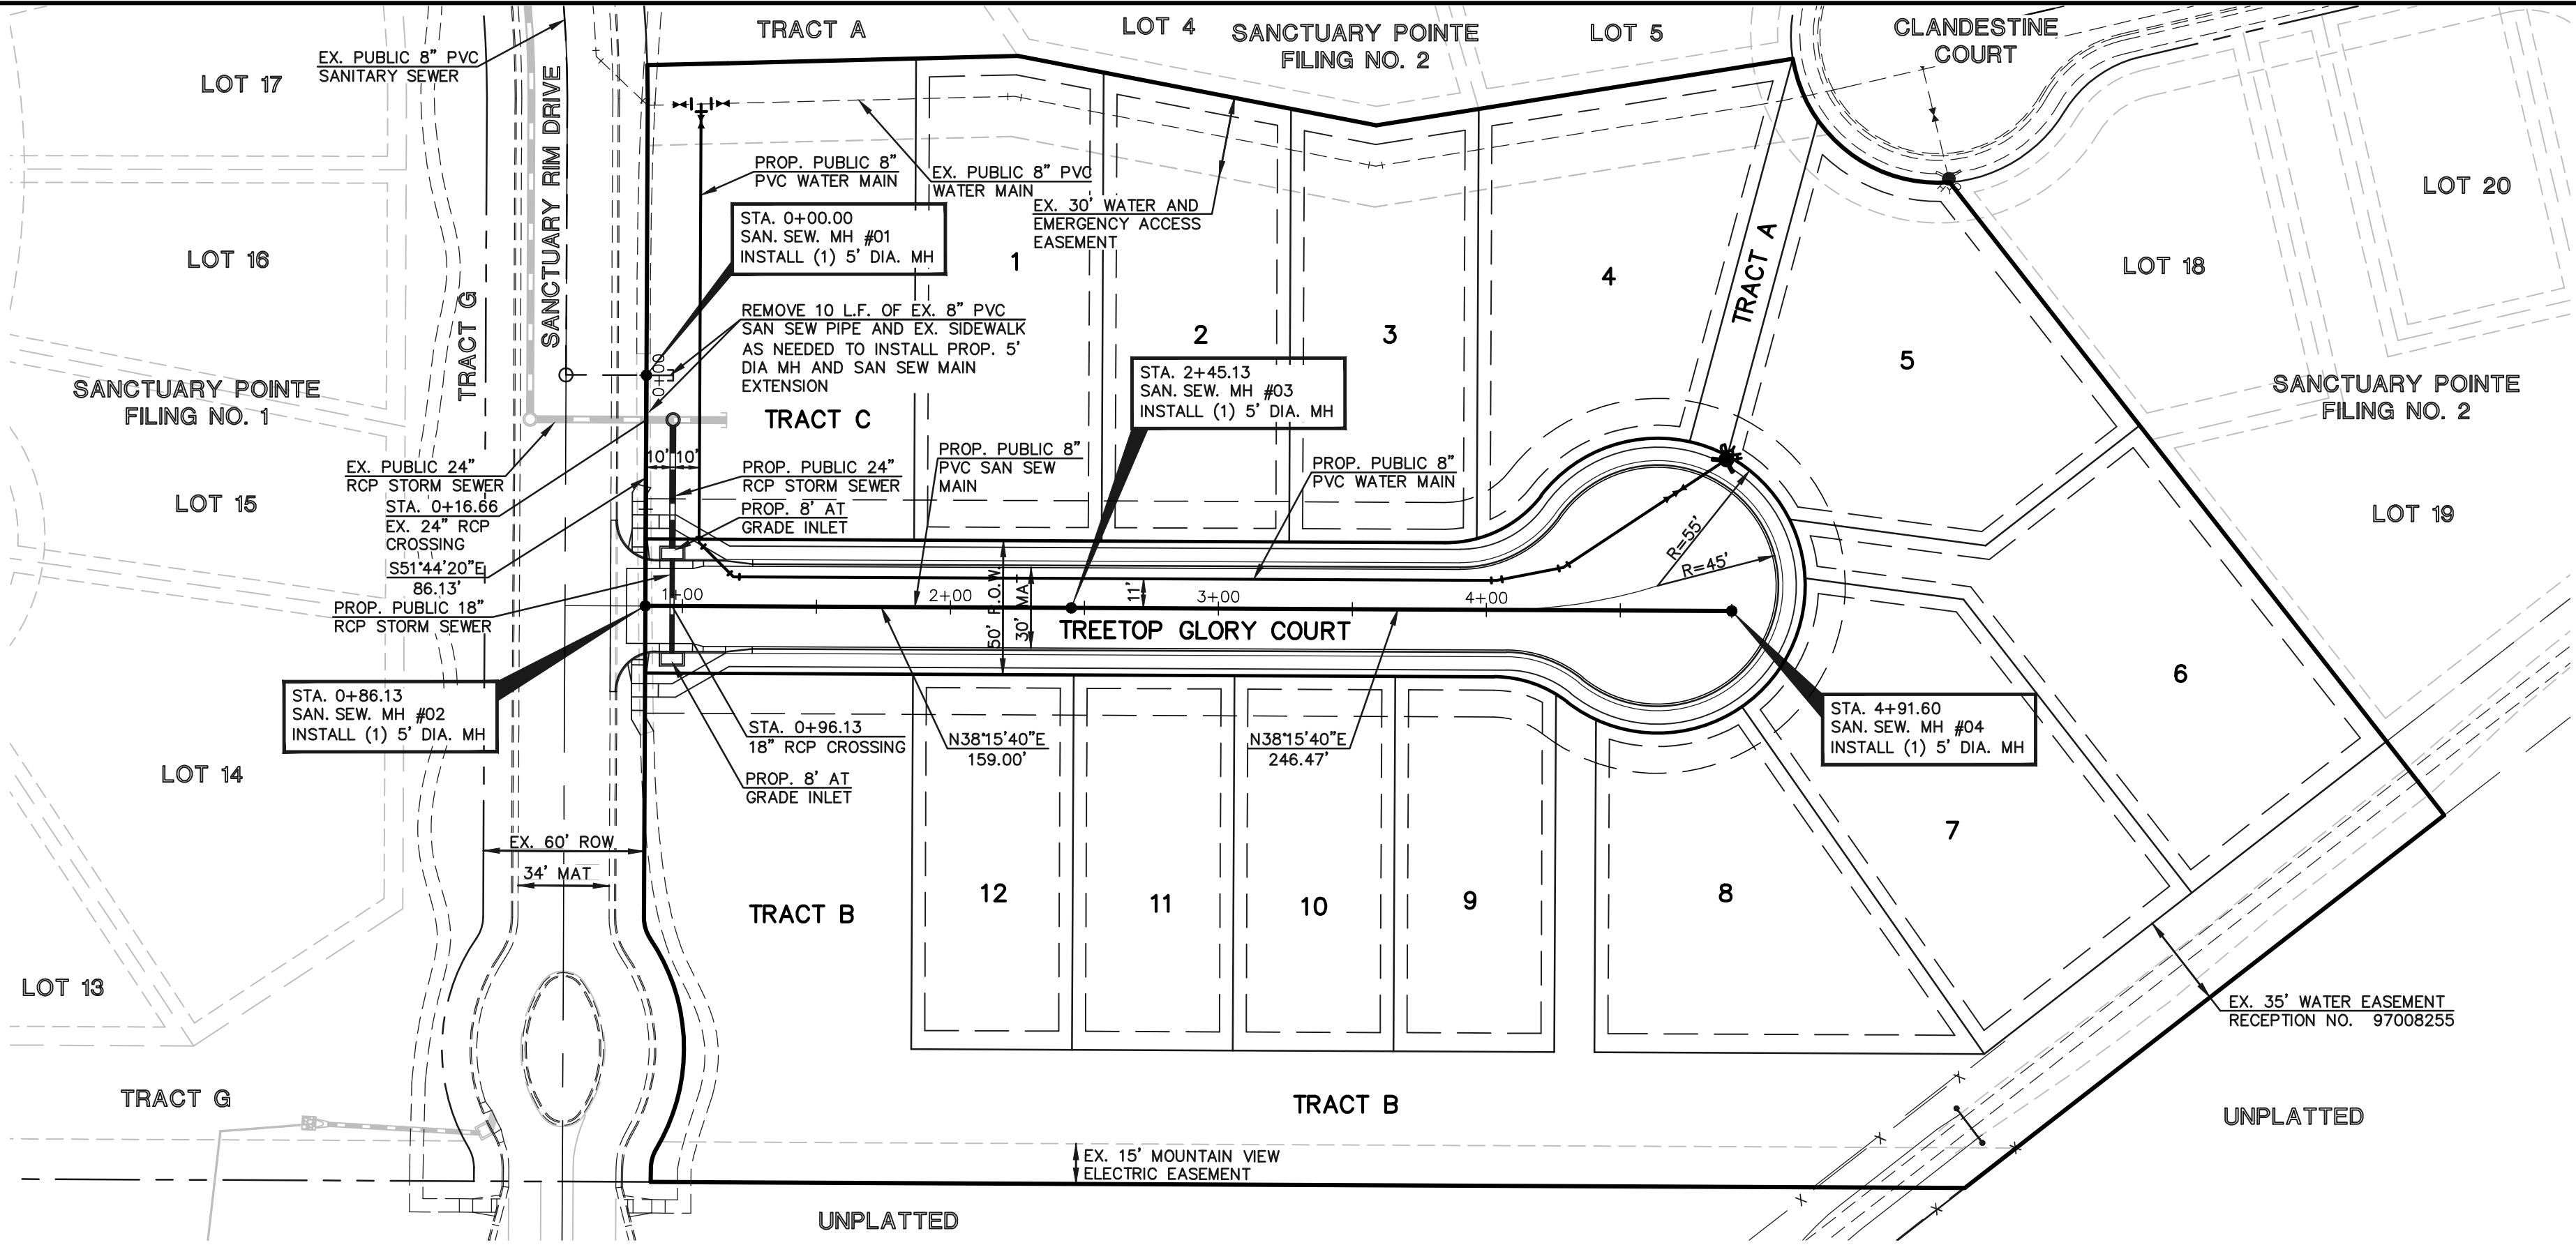 TRACT A
LOT 4
SANCTUARY POINTE
FILING NO. 2
LOT 5
CLANDESTINE
COURT
EX. PUBLIC 8" PVC
SANITARY SEWER
LOT 17
SANCTUARY RIM DRIVE
PROP. PUBLIC 8"
PVC WATER MAIN
EX. PUBLIC 8" PVC
WATER MAIN
EX. 30' WATER AND
EMERGENCY ACCESS
EASEMENT
LOT 20
STA. 0+00.00
SAN. SEW. MH #01
INSTALL (1) 5' DIA. MH
LOT 16
TRACT G
1
4
TRACT A
LOT 18
REMOVE 10 L.F. OF EX. 8" PVC
SAN SEW PIPE AND EX. SIDEWALK
AS NEEDED TO INSTALL PROP. 5'
DIA MH AND SAN SEW MAIN
EXTENSION
0+00
2
3
5
STA. 2+45.13
SAN. SEW. MH #03
INSTALL (1) 5' DIA. MH
SANCTUARY POINTE
FILING NO. 1
SANCTUARY POINTE
FILING NO. 2
TRACT C
EX. PUBLIC 24"
RCP STORM SEWER
10'
10'
PROP. PUBLIC 24"
RCP STORM SEWER
PROP. PUBLIC 8"
PVC SAN SEW
MAIN
PROP. PUBLIC 8"
PVC WATER MAIN
LOT 15
STA. 0+16.66
EX. 24" RCP
CROSSING
PROP. 8' AT
GRADE INLET
LOT 19
R=55'
R=45'
S51°44'20"E
86.13'
PROP. PUBLIC 18"
RCP STORM SEWER
1+00
2+00
3+00
4+00
50' R.O.W.
30' MAT
11'
TREETOP GLORY COURT
STA. 0+86.13
SAN. SEW. MH #02
INSTALL (1) 5' DIA. MH
6
STA. 4+91.60
SAN. SEW. MH #04
INSTALL (1) 5' DIA. MH
STA. 0+96.13
18" RCP CROSSING
N38°15'40"E
159.00'
N38°15'40"E
246.47'
LOT 14
PROP. 8' AT
GRADE INLET
EX. 60' ROW
34' MAT
7
TRACT B
12
11
10
9
8
LOT 13
EX. 35' WATER EASEMENT
RECEPTION NO. 97008255
TRACT G
TRACT B
UNPLATTED
EX. 15' MOUNTAIN VIEW
ELECTRIC EASEMENT
UNPLATTED